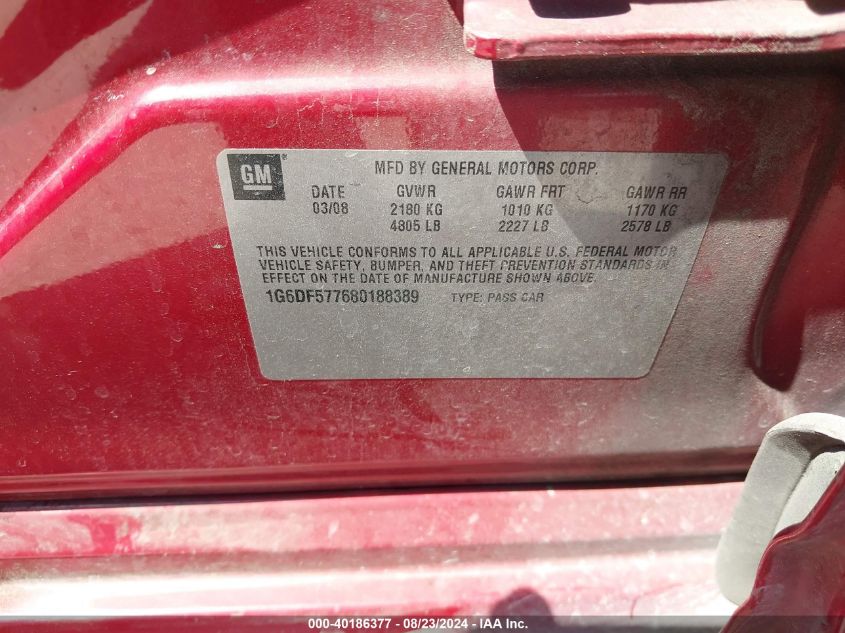 GM
MFD BY GENERAL MOTORS CORP.
DATE GVWR GAWR FRT GAWR RR
03/08 2180 KG 1010 KG 1170 KG
4805 LB 2227 LB 2578 LB
THIS VEHICLE CONFORMS TO ALL APPLICABLE U.S. FEDERAL MOTOR
VEHICLE SAFETY, BUMPER, AND THEFT PREVENTION STANDARDS IN
EFFECT ON THE DATE OF MANUFACTURE SHOWN ABOVE.
1G6DF577680188389 TYPE: PASS CAR
000-40186377 - 08/23/2024 - IAA Inc.